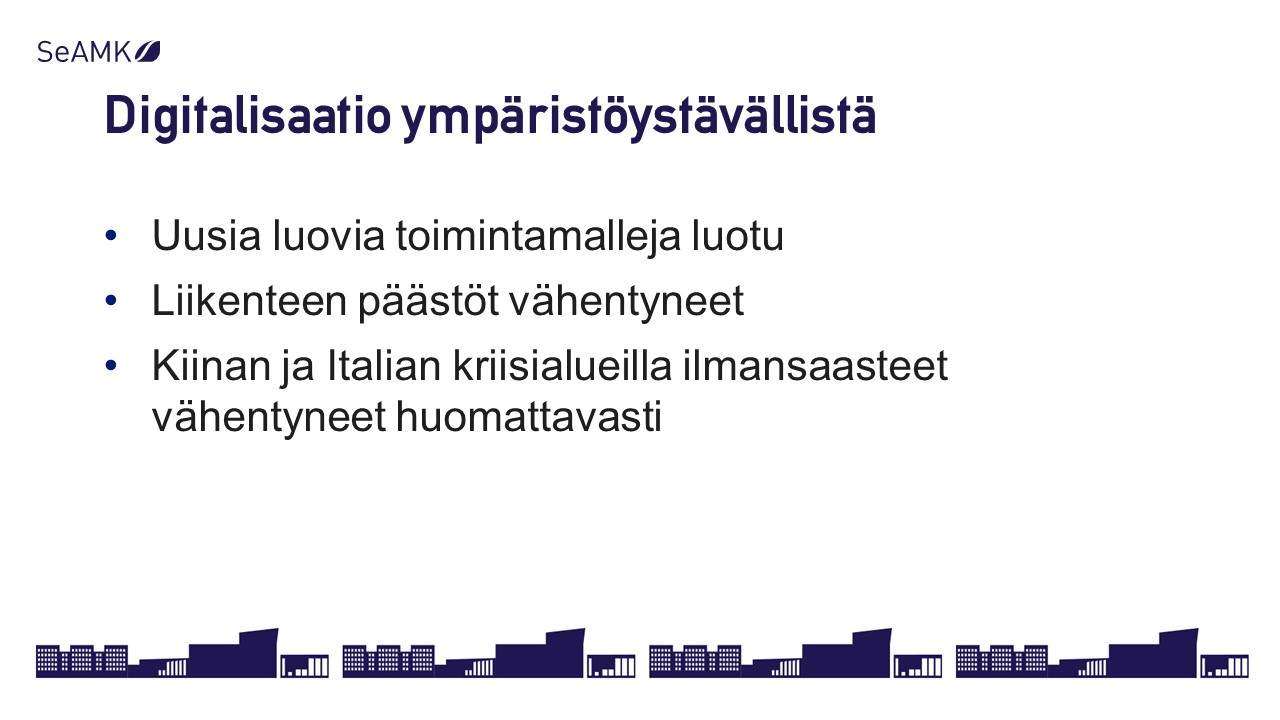 SeAMK
Digitalisaatio ympäristöystävällistä
• Uusia luovia toimintamalleja luotu
• Liikenteen päästöt vähentyneet
• Kiinan ja Italian kriisialueilla ilmansaasteet
vähentyneet huomattavasti